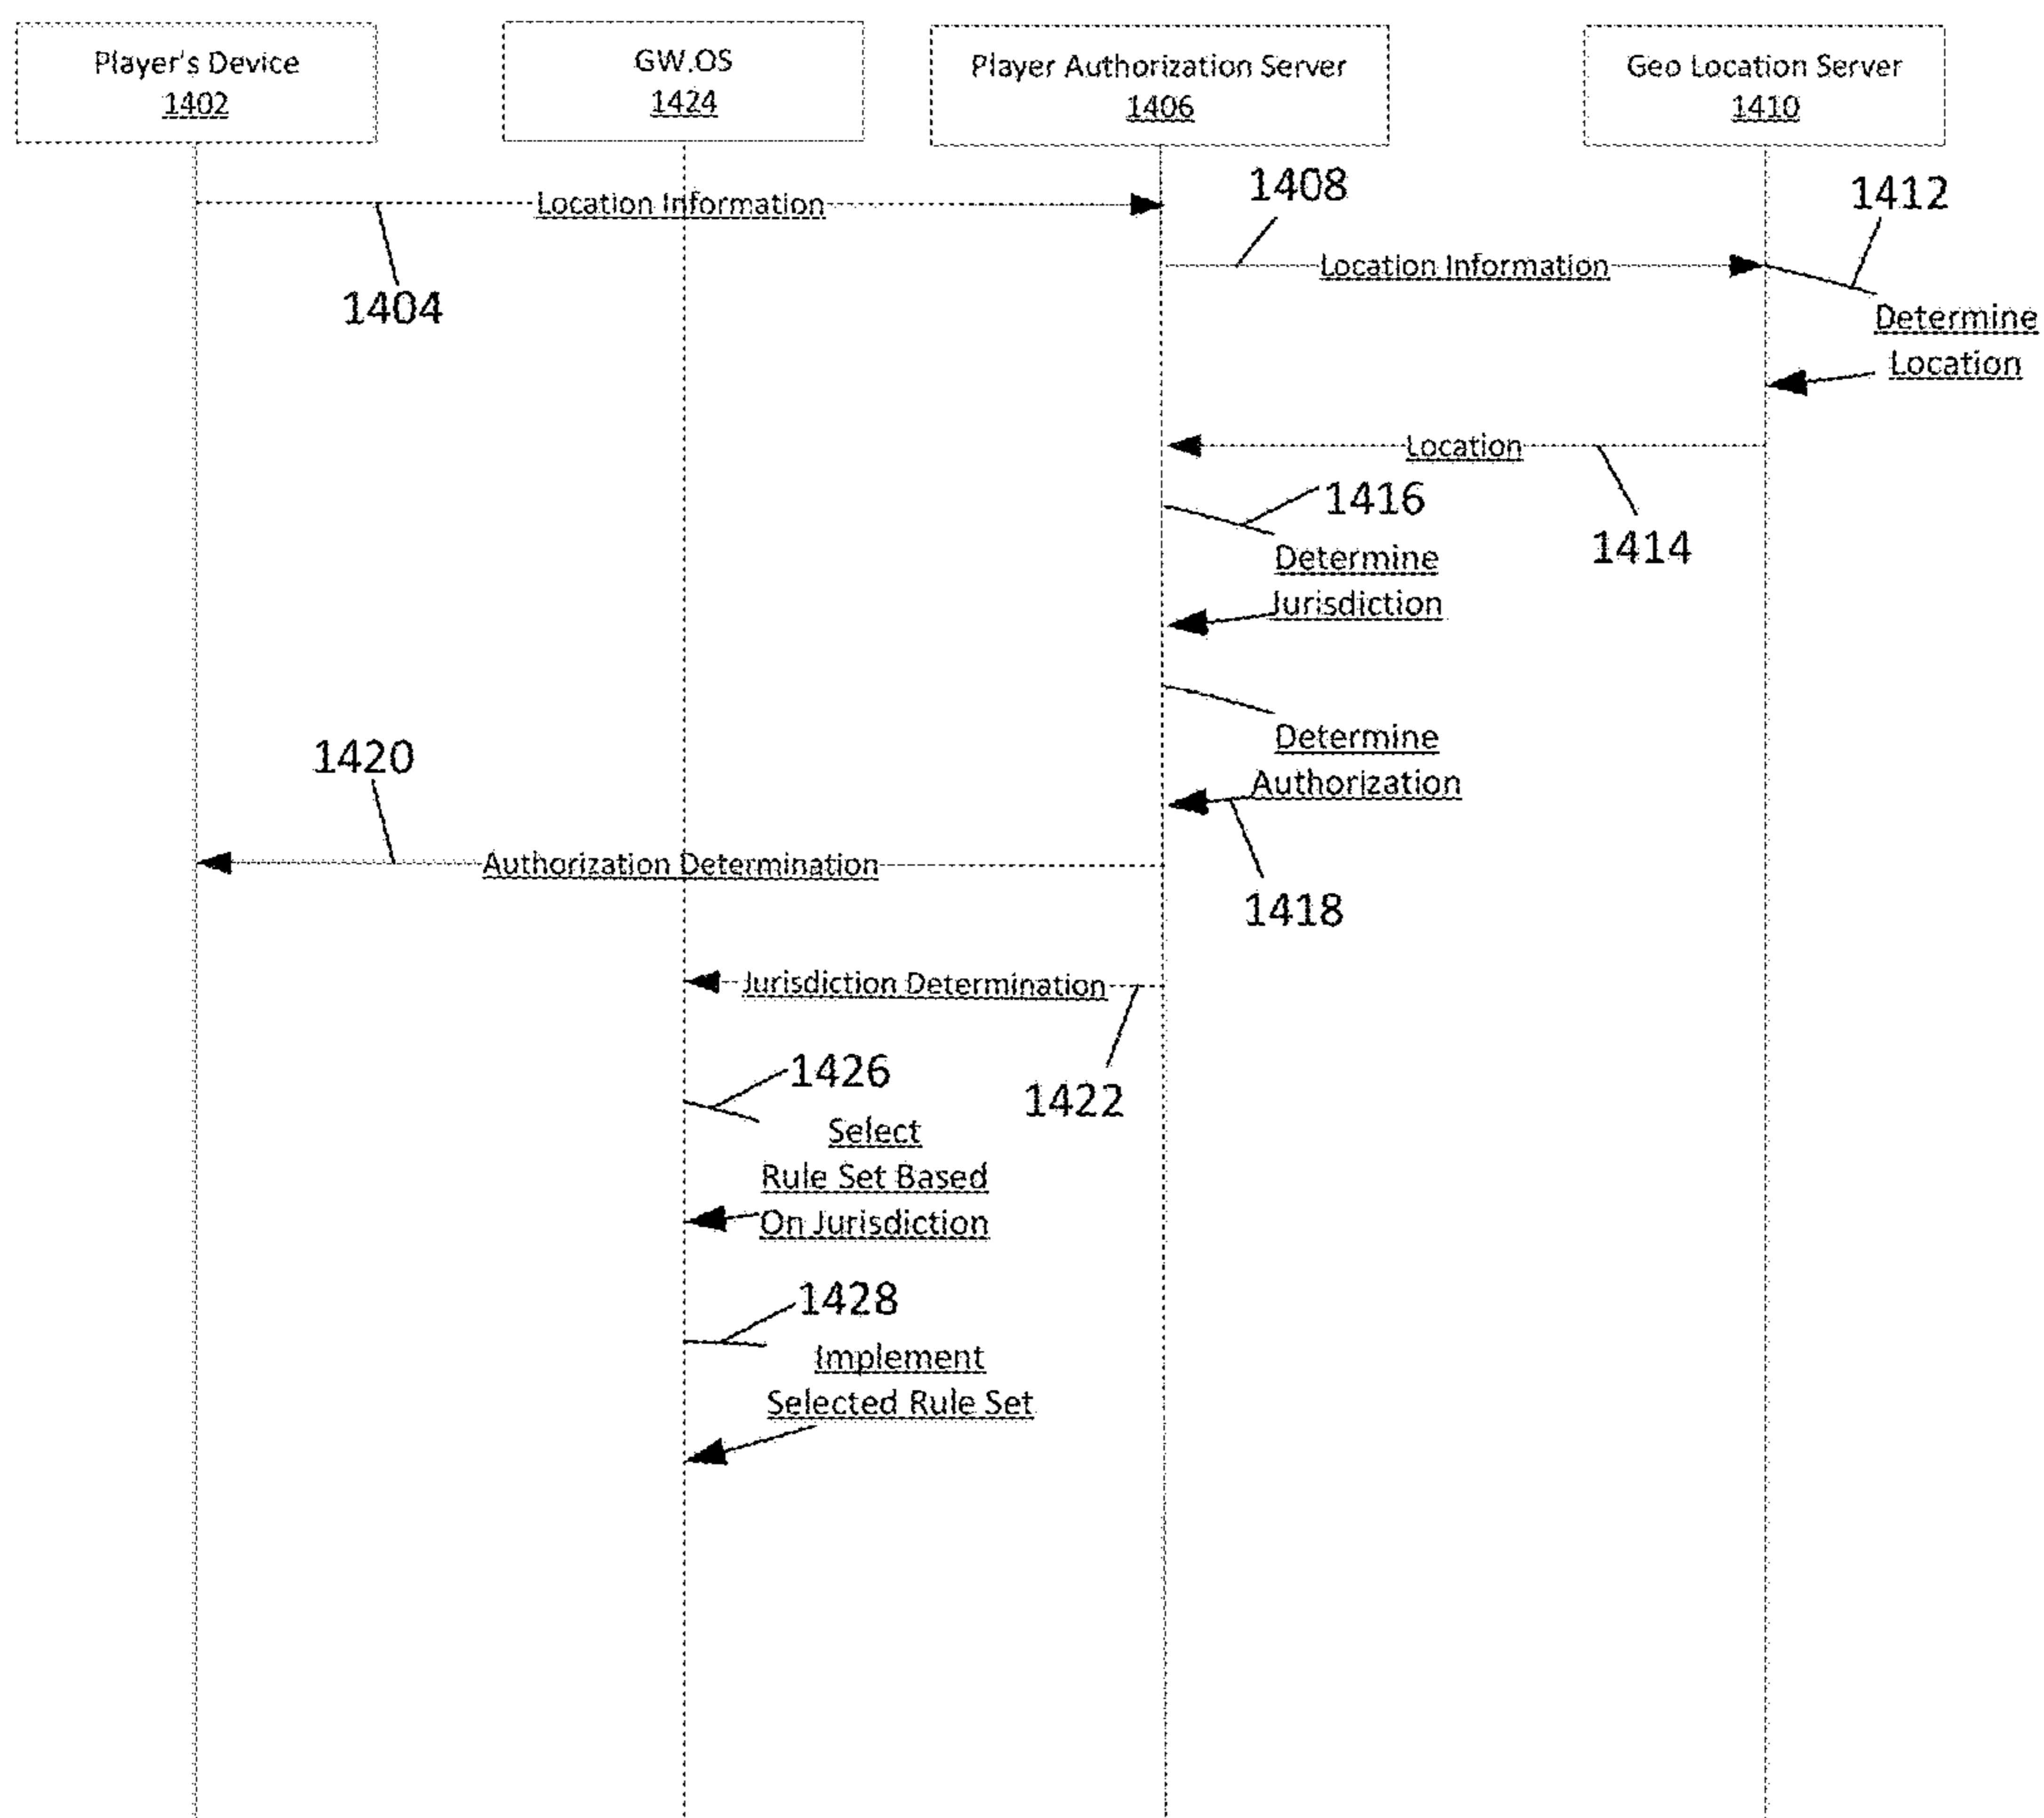 Player's Device
1402
GW.OS
1424
Player Authorization Server
1406
Geo Location Server
1410
Location Information
1404
1408
Location Information
1412
Determine
Location
Location
1414
1416
Determine
Jurisdiction
Determine
Authorization
1418
1420
Authorization Determination
Jurisdiction Determination
1422
1426
Select
Rule Set Based
On Jurisdiction
1428
Implement
Selected Rule Set